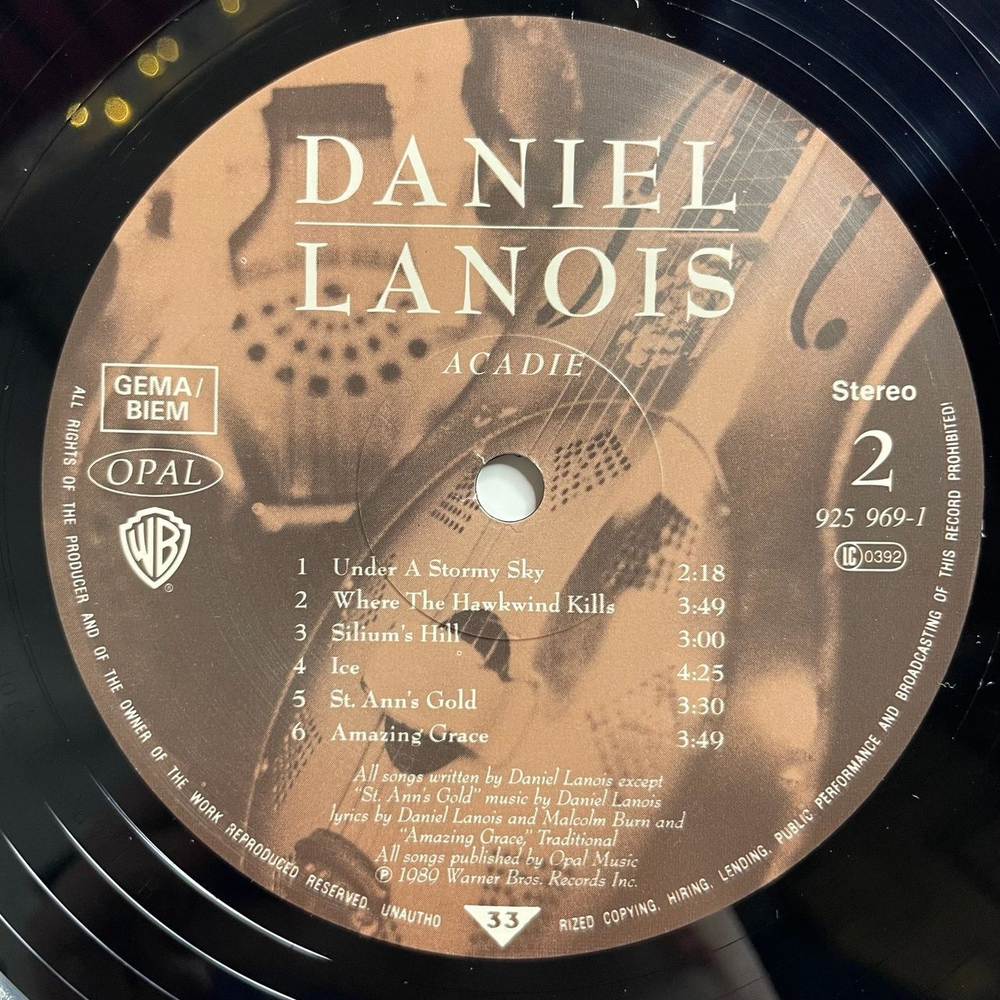 DANIEL
LANOIS
ACADIE
GEMA/
BIEM
OPAL
WB
®
Stereo
2
925 969-1
LC 0392
1 Under A Stormy Sky 2:18
2 Where The Hawkwind Kills 3:49
3 Silium's Hill 3:00
4 Ice 4:25
5 St. Ann's Gold 3:30
6 Amazing Grace 3:49
All songs written by Daniel Lanois except
"St. Ann's Gold" music by Daniel Lanois
lyrics by Daniel Lanois and Malcolm Burn and
"Amazing Grace," Traditional
All songs published by Opal Music
℗ 1989 Warner Bros. Records Inc.
ALL RIGHTS OF THE PRODUCER AND OF THE OWNER OF THE WORK REPRODUCED RESERVED. UNAUTHO
33
RIZED COPYING, HIRING, LENDING, PUBLIC PERFORMANCE AND BROADCASTING OF THIS RECORD PROHIBITED!